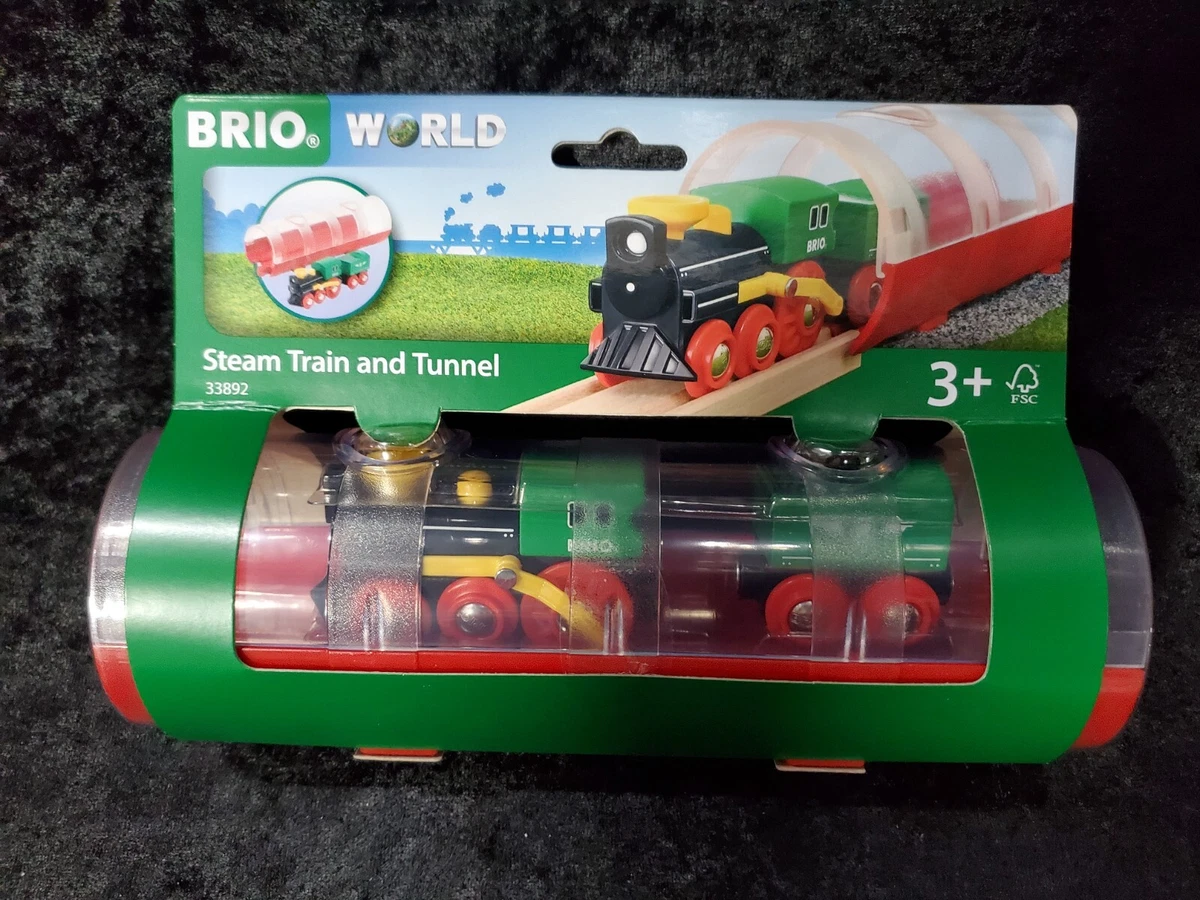 BRIO® WORLD
BRIO
Steam Train and Tunnel
33892
3+
FSC
BRIO